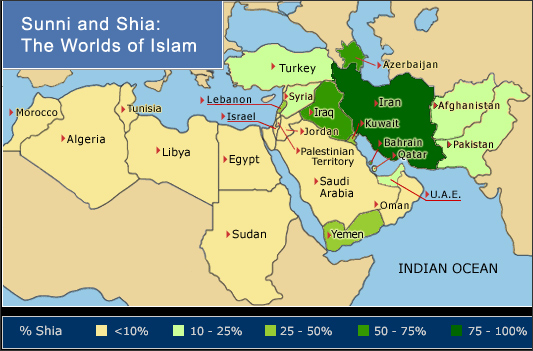 Sunni and Shia:
The Worlds of Islam
Azerbaijan
Turkey
Lebanon
Syria
Iran
Afghanistan
Morocco
Tunisia
Israel
Iraq
Kuwait
Algeria
Jordan
Bahrain
Pakistan
Libya
Egypt
Palestinian
Territory
Qatar
Saudi
Arabia
U.A.E.
Oman
Sudan
Yemen
INDIAN OCEAN
% Shia
<10%
10 - 25%
25 - 50%
50 - 75%
75 - 100%